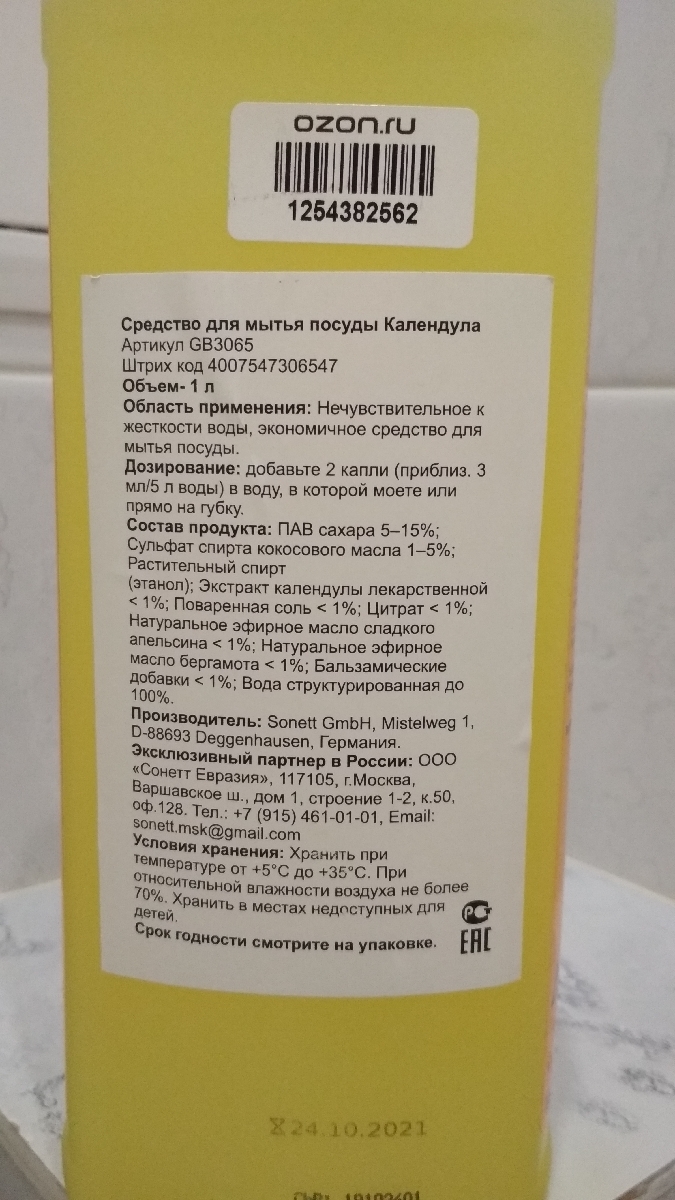 ozon.ru
1254382562
Средство для мытья посуды Календула
Артикул GB3065
Штрих код 4007547306547
Объем- 1 л
Область применения: Нечувствительное к
жесткости воды, экономичное средство для
мытья посуды.
Дозирование: добавьте 2 капли (приблиз. 3
мл/5 л воды) в воду, в которой моете или
прямо на губку.
Состав продукта: ПАВ сахара 5–15%;
Сульфат спирта кокосового масла 1–5%;
Растительный спирт
(этанол); Экстракт календулы лекарственной
< 1%; Поваренная соль < 1%; Цитрат < 1%;
Натуральное эфирное масло сладкого
апельсина < 1%; Натуральное эфирное
масло бергамота < 1%; Бальзамические
добавки < 1%; Вода структурированная до
100%.
Производитель: Sonett GmbH, Mistelweg 1,
D-88693 Deggenhausen, Германия.
Эксклюзивный партнер в России: ООО
«Сонетт Евразия», 117105, г.Москва,
Варшавское ш., дом 1, строение 1-2, к.50,
оф.128. Тел.: +7 (915) 461-01-01, Email:
sonett.msk@gmail.com
Условия хранения: Хранить при
температуре от +5°C до +35°C. При
относительной влажности воздуха не более
70%. Хранить в местах недоступных для
детей.
Срок годности смотрите на упаковке.
EAC
24.10.2021